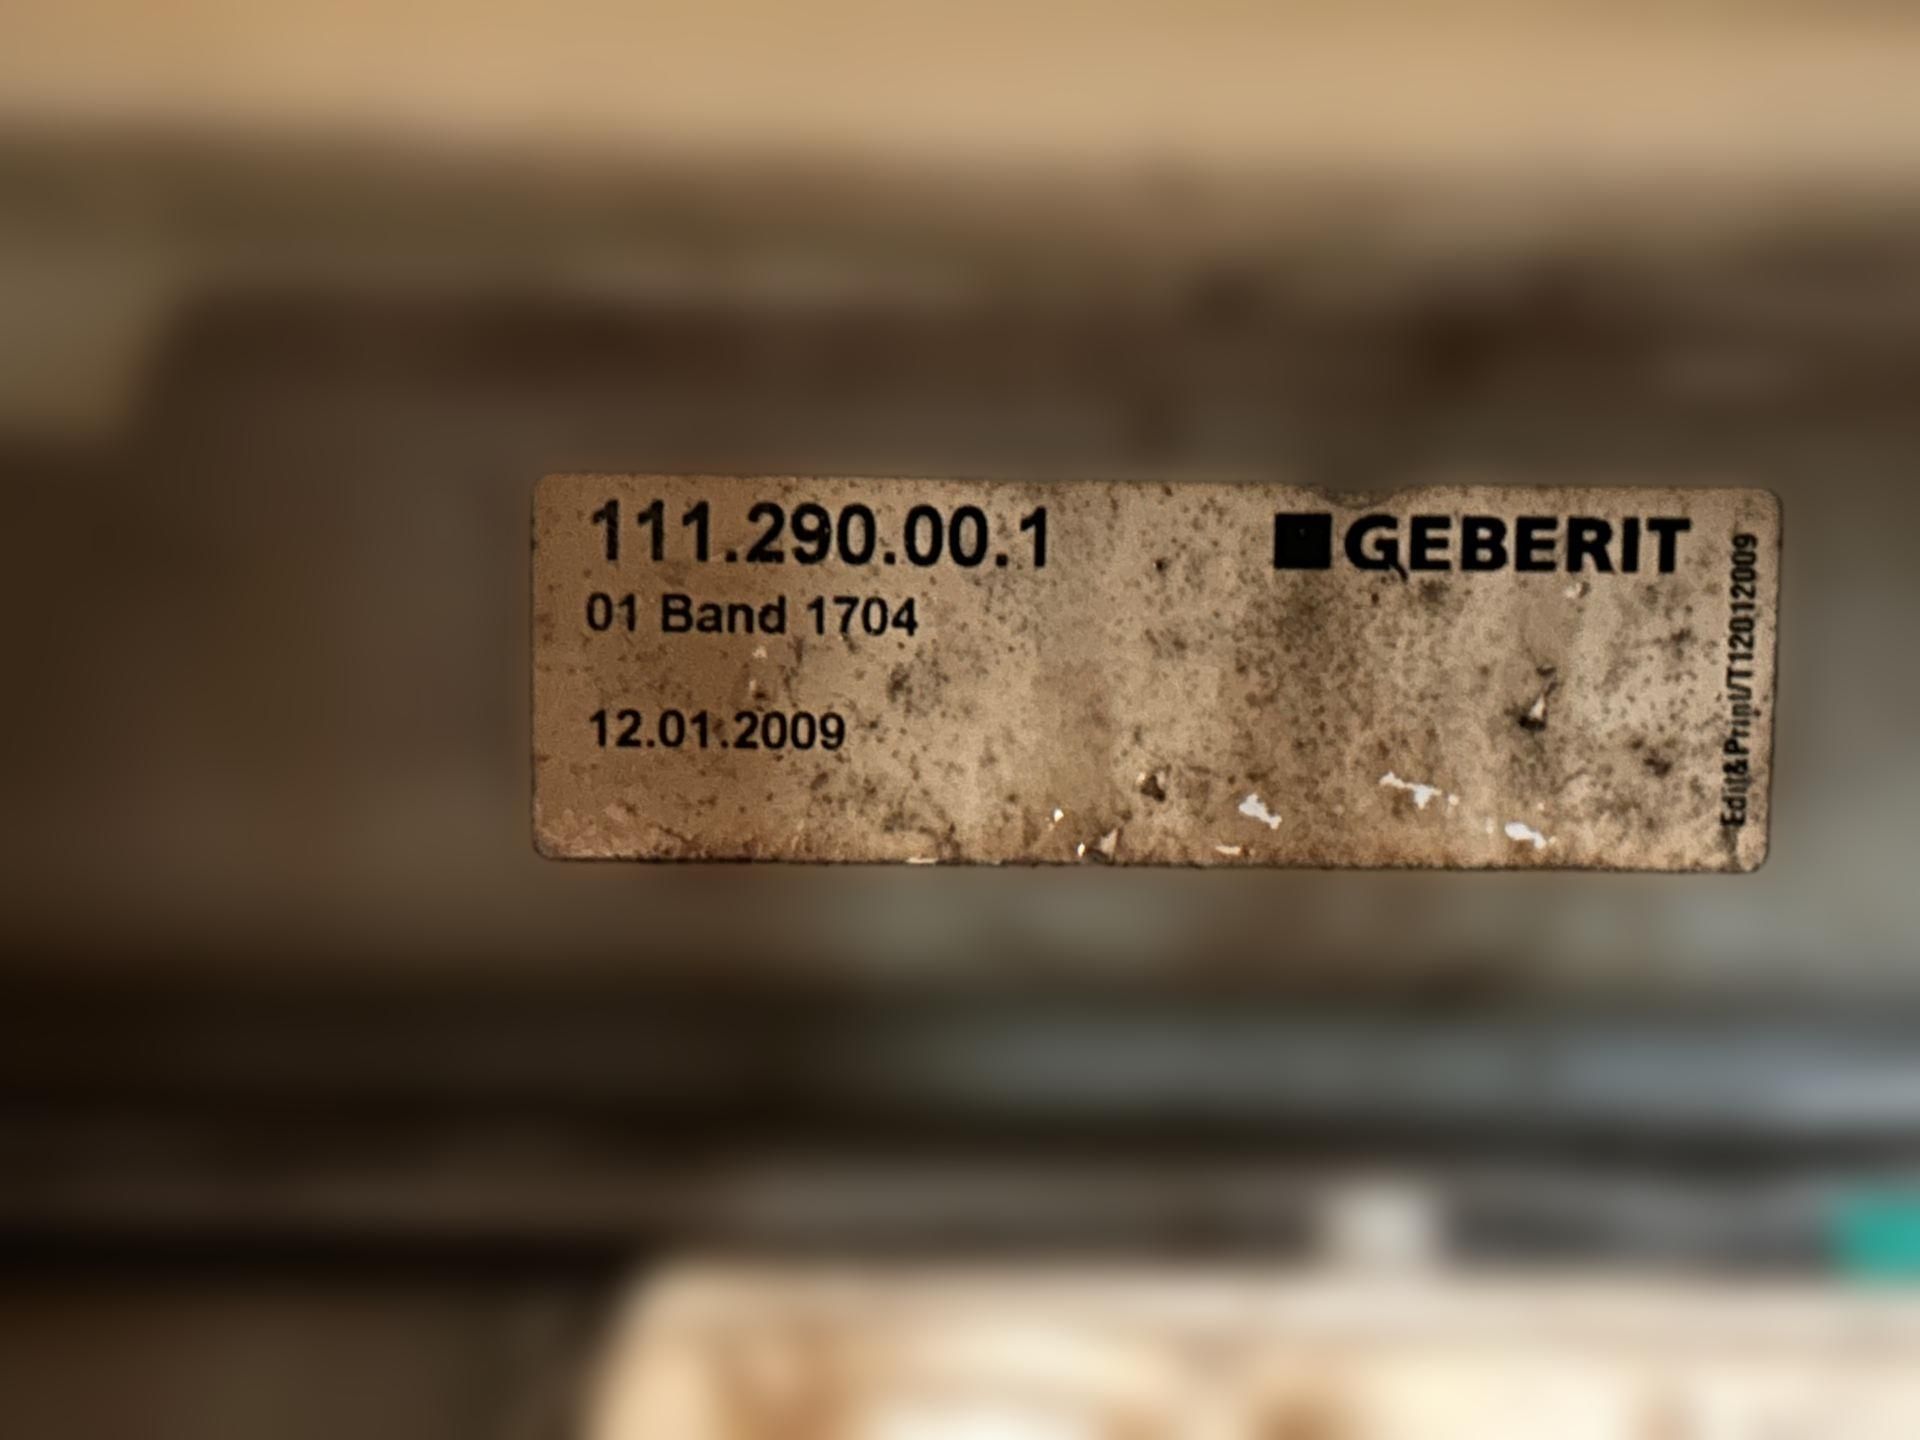 111.290.00.1
GEBERIT
01 Band 1704
12.01.2009
Edit&Print/T12012009